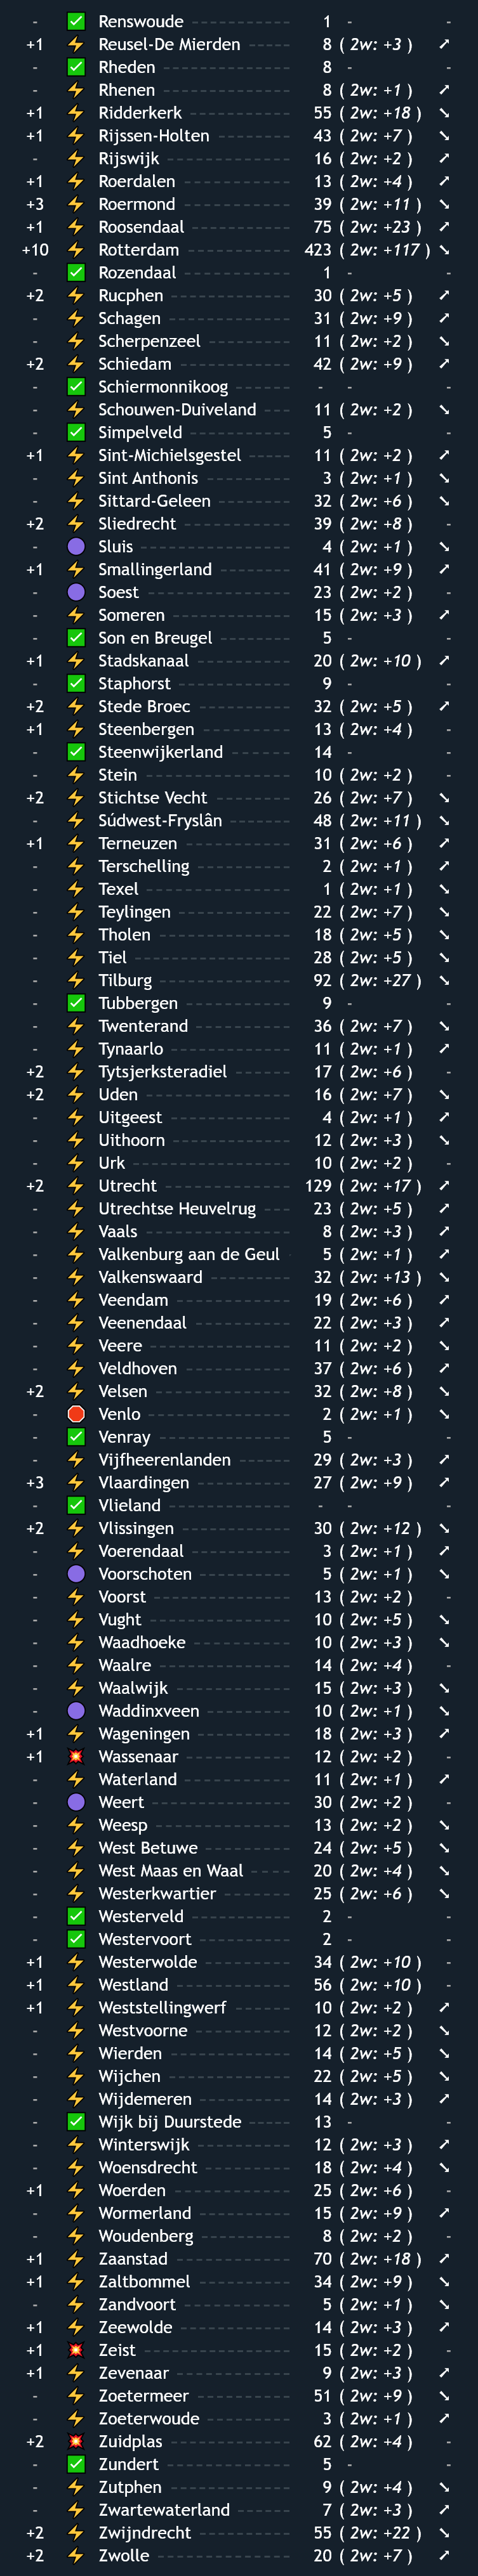 - ✅ Renswoude 1 - -
+1 ⚡ Reusel-De Mierden 8 ( 2w: +3 ) ↗
- ✅ Rheden 8 - -
- ⚡ Rhenen 8 ( 2w: +1 ) ↗
+1 ⚡ Ridderkerk 55 ( 2w: +18 ) ↘
+1 ⚡ Rijssen-Holten 43 ( 2w: +7 ) ↘
- ⚡ Rijswijk 16 ( 2w: +2 ) ↗
+1 ⚡ Roerdalen 13 ( 2w: +4 ) ↗
+3 ⚡ Roermond 39 ( 2w: +11 ) ↘
+1 ⚡ Roosendaal 75 ( 2w: +23 ) ↗
+10 ⚡ Rotterdam 423 ( 2w: +117 ) ↘
- ✅ Rozendaal 1 - -
+2 ⚡ Rucphen 30 ( 2w: +5 ) ↗
- ⚡ Schagen 31 ( 2w: +9 ) ↗
- ⚡ Scherpenzeel 11 ( 2w: +2 ) ↘
+2 ⚡ Schiedam 42 ( 2w: +9 ) ↗
- ✅ Schiermonnikoog - - -
- ⚡ Schouwen-Duiveland 11 ( 2w: +2 ) ↘
- ✅ Simpelveld 5 - -
+1 ⚡ Sint-Michielsgestel 11 ( 2w: +2 ) ↗
- ⚡ Sint Anthonis 3 ( 2w: +1 ) ↘
- ⚡ Sittard-Geleen 32 ( 2w: +6 ) ↘
+2 ⚡ Sliedrecht 39 ( 2w: +8 ) -
- 🟣 Sluis 4 ( 2w: +1 ) ↘
+1 ⚡ Smallingerland 41 ( 2w: +9 ) ↗
- 🟣 Soest 23 ( 2w: +2 ) -
- ⚡ Someren 15 ( 2w: +3 ) ↗
- ✅ Son en Breugel 5 - -
+1 ⚡ Stadskanaal 20 ( 2w: +10 ) ↗
- ✅ Staphorst 9 - -
+2 ⚡ Stede Broec 32 ( 2w: +5 ) ↗
+1 ⚡ Steenbergen 13 ( 2w: +4 ) -
- ✅ Steenwijkerland 14 - -
- ⚡ Stein 10 ( 2w: +2 ) -
+2 ⚡ Stichtse Vecht 26 ( 2w: +7 ) ↘
- ⚡ Súdwest-Fryslân 48 ( 2w: +11 ) ↘
+1 ⚡ Terneuzen 31 ( 2w: +6 ) ↗
- ⚡ Terschelling 2 ( 2w: +1 ) ↗
- ⚡ Texel 1 ( 2w: +1 ) ↘
- ⚡ Teylingen 22 ( 2w: +7 ) ↘
- ⚡ Tholen 18 ( 2w: +5 ) ↘
- ⚡ Tiel 28 ( 2w: +5 ) ↘
- ⚡ Tilburg 92 ( 2w: +27 ) ↘
- ✅ Tubbergen 9 - -
- ⚡ Twenterand 36 ( 2w: +7 ) ↘
- ⚡ Tynaarlo 11 ( 2w: +1 ) ↗
+2 ⚡ Tytsjerksteradiel 17 ( 2w: +6 ) -
+2 ⚡ Uden 16 ( 2w: +7 ) ↘
- ⚡ Uitgeest 4 ( 2w: +1 ) ↗
- ⚡ Uithoorn 12 ( 2w: +3 ) ↘
- ⚡ Urk 10 ( 2w: +2 ) -
+2 ⚡ Utrecht 129 ( 2w: +17 ) ↗
- ⚡ Utrechtse Heuvelrug 23 ( 2w: +5 ) ↗
- ⚡ Vaals 8 ( 2w: +3 ) ↗
- ⚡ Valkenburg aan de Geul 5 ( 2w: +1 ) ↗
- ⚡ Valkenswaard 32 ( 2w: +13 ) ↘
- ⚡ Veendam 19 ( 2w: +6 ) ↗
- ⚡ Veenendaal 22 ( 2w: +3 ) ↗
- ⚡ Veere 11 ( 2w: +2 ) ↘
- ⚡ Veldhoven 37 ( 2w: +6 ) ↗
+2 ⚡ Velsen 32 ( 2w: +8 ) ↘
- 🛑 Venlo 2 ( 2w: +1 ) ↘
- ✅ Venray 5 - -
- ⚡ Vijfheerenlanden 29 ( 2w: +3 ) ↗
+3 ⚡ Vlaardingen 27 ( 2w: +9 ) ↗
- ✅ Vlieland - - -
+2 ⚡ Vlissingen 30 ( 2w: +12 ) ↘
- ⚡ Voerendaal 3 ( 2w: +1 ) ↗
- 🟣 Voorschoten 5 ( 2w: +1 ) ↘
- ⚡ Voorst 13 ( 2w: +2 ) -
- ⚡ Vught 10 ( 2w: +5 ) ↘
- ⚡ Waadhoeke 10 ( 2w: +3 ) ↘
- ⚡ Waalre 14 ( 2w: +4 ) -
- ⚡ Waalwijk 15 ( 2w: +3 ) ↘
- 🟣 Waddinxveen 10 ( 2w: +1 ) ↘
+1 ⚡ Wageningen 18 ( 2w: +3 ) ↗
+1 💥 Wassenaar 12 ( 2w: +2 ) -
- ⚡ Waterland 11 ( 2w: +1 ) ↗
- 🟣 Weert 30 ( 2w: +2 ) -
- ⚡ Weesp 13 ( 2w: +2 ) ↘
- ⚡ West Betuwe 24 ( 2w: +5 ) ↘
- ⚡ West Maas en Waal 20 ( 2w: +4 ) ↘
- ⚡ Westerkwartier 25 ( 2w: +6 ) ↘
- ✅ Westerveld 2 - -
- ✅ Westervoort 2 - -
+1 ⚡ Westerwolde 34 ( 2w: +10 ) -
+1 ⚡ Westland 56 ( 2w: +10 ) -
+1 ⚡ Weststellingwerf 10 ( 2w: +2 ) ↗
- ⚡ Westvoorne 12 ( 2w: +2 ) ↘
- ⚡ Wierden 14 ( 2w: +5 ) ↘
- ⚡ Wijchen 22 ( 2w: +5 ) ↘
- ⚡ Wijdemeren 14 ( 2w: +3 ) ↗
- ✅ Wijk bij Duurstede 13 - -
- ⚡ Winterswijk 12 ( 2w: +3 ) ↗
- ⚡ Woensdrecht 18 ( 2w: +4 ) ↘
+1 ⚡ Woerden 25 ( 2w: +6 ) -
- ⚡ Wormerland 15 ( 2w: +9 ) ↗
- ⚡ Woudenberg 8 ( 2w: +2 ) -
+1 ⚡ Zaanstad 70 ( 2w: +18 ) ↗
+1 ⚡ Zaltbommel 34 ( 2w: +9 ) ↘
- ⚡ Zandvoort 5 ( 2w: +1 ) ↘
+1 ⚡ Zeewolde 14 ( 2w: +3 ) ↗
+1 💥 Zeist 15 ( 2w: +2 ) -
+1 ⚡ Zevenaar 9 ( 2w: +3 ) ↗
- ⚡ Zoetermeer 51 ( 2w: +9 ) ↘
- ⚡ Zoeterwoude 3 ( 2w: +1 ) ↗
+2 💥 Zuidplas 62 ( 2w: +4 ) -
- ✅ Zundert 5 - -
- ⚡ Zutphen 9 ( 2w: +4 ) ↘
- ⚡ Zwartewaterland 7 ( 2w: +3 ) ↗
+2 ⚡ Zwijndrecht 55 ( 2w: +22 ) ↘
+2 ⚡ Zwolle 20 ( 2w: +7 ) ↗